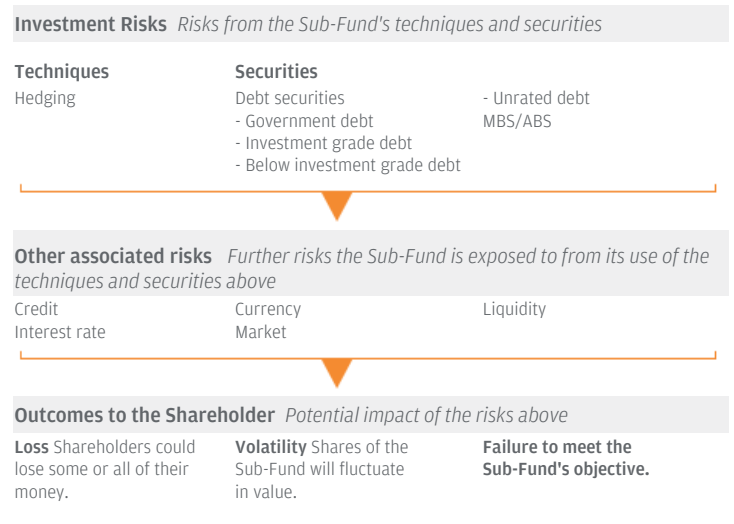 Investment Risks Risks from the Sub-Fund's techniques and securities
Techniques
Hedging
Securities
Debt securities
- Government debt
- Investment grade debt
- Below investment grade debt
- Unrated debt
MBS/ABS
Other associated risks Further risks the Sub-Fund is exposed to from its use of the
techniques and securities above
Credit
Interest rate
Currency
Market
Liquidity
Outcomes to the Shareholder Potential impact of the risks above
Loss Shareholders could
lose some or all of their
money.
Volatility Shares of the
Sub-Fund will fluctuate
in value.
Failure to meet the
Sub-Fund's objective.